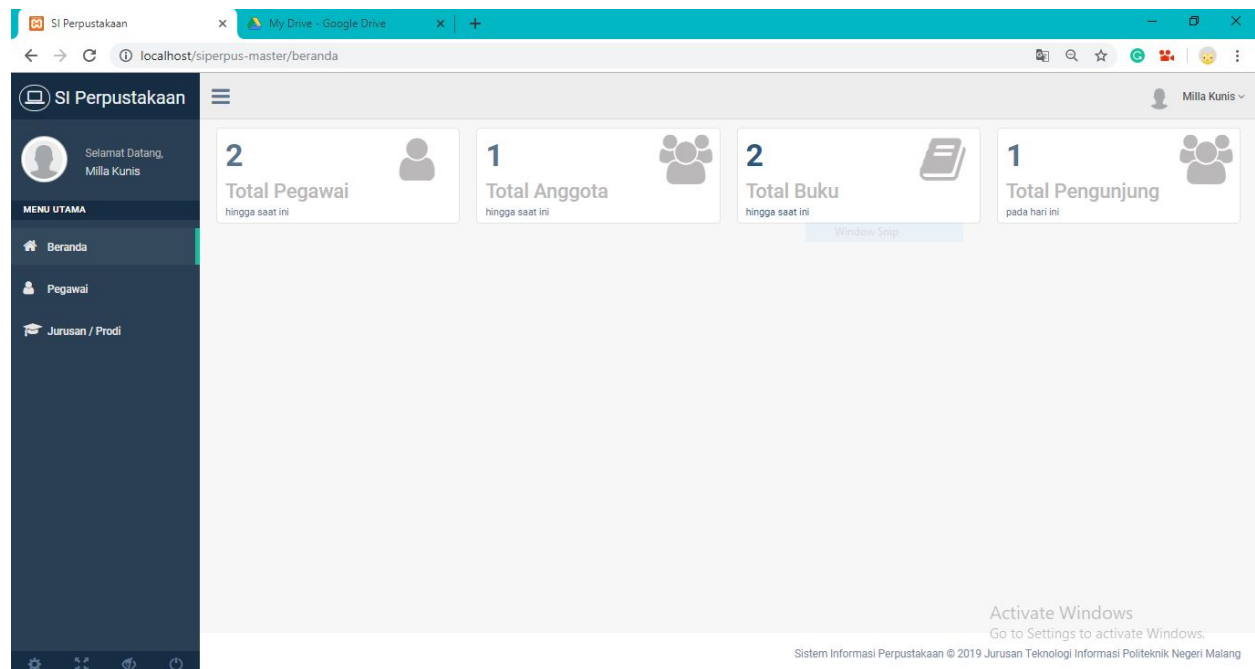 SI Perpustakaan
My Drive - Google Drive
localhost/siperpus-master/beranda
SI Perpustakaan
Milla Kunis
Selamat Datang,
Milla Kunis
MENU UTAMA
Beranda
Pegawai
Jurusan / Prodi
2
Total Pegawai
hingga saat ini
1
Total Anggota
hingga saat ini
2
Total Buku
hingga saat ini
1
Total Pengunjung
pada hari ini
Window Snip
Activate Windows
Go to Settings to activate Windows.
Sistem Informasi Perpustakaan © 2019 Jurusan Teknologi Informasi Politeknik Negeri Malang